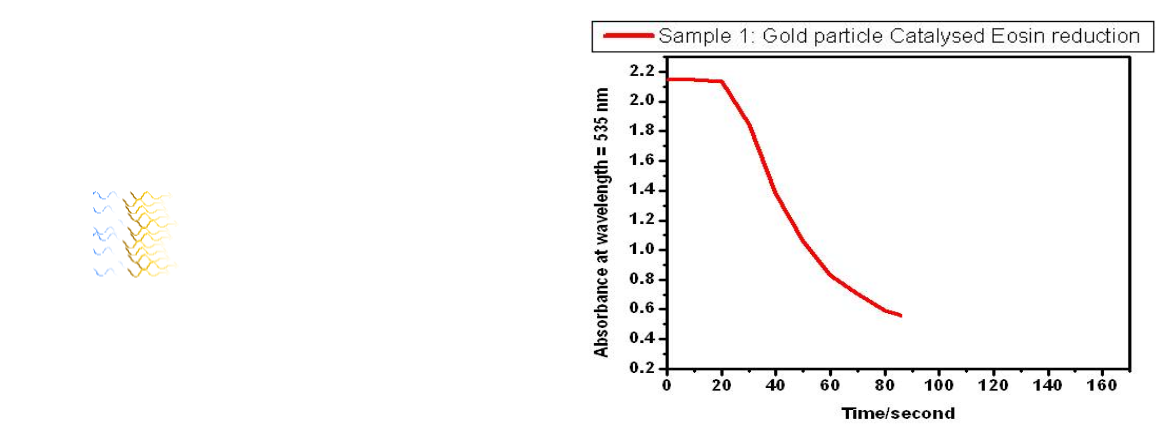 Sample 1: Gold particle Catalysed Eosin reduction
Absorbance at wavelength = 535 nm
2.2
2.0
1.8
1.6
1.4
1.2
1.0
0.8
0.6
0.4
0.2
0 20 40 60 80 100 120 140 160
Time/second